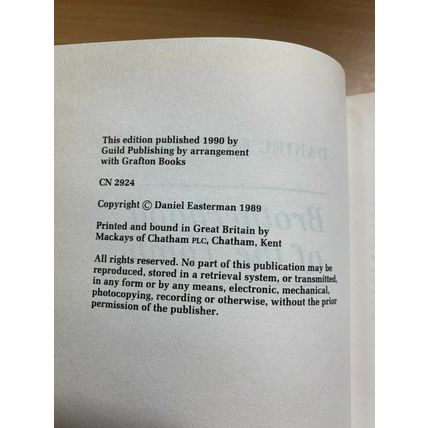 This edition published 1990 by
Guild Publishing by arrangement
with Grafton Books
CN 2924
Copyright © Daniel Easterman 1989
Printed and bound in Great Britain by
Mackays of Chatham PLC, Chatham, Kent
All rights reserved. No part of this publication may be
reproduced, stored in a retrieval system, or transmitted,
in any form or by any means, electronic, mechanical,
photocopying, recording or otherwise, without the prior
permission of the publisher.
DANIEL